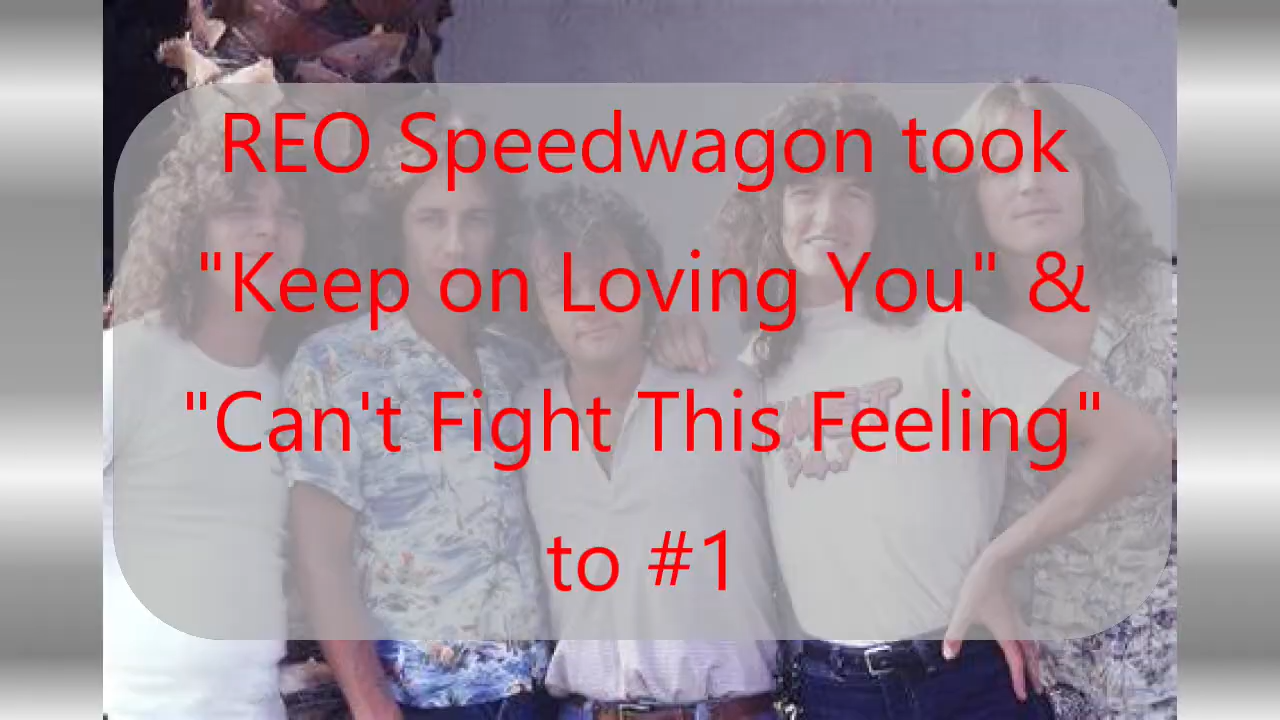 REO Speedwagon took
"Keep on Loving You" &
"Can't Fight This Feeling"
to #1